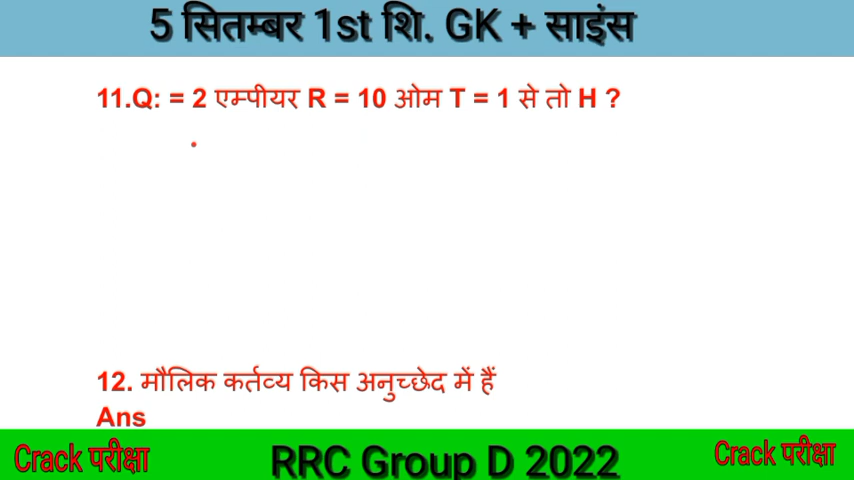 5 सितम्बर 1st शि. GK + साइंस
11.Q: = 2 एम्पीयर R = 10 ओम T = 1 से तो H ?
12. मौलिक कर्तव्य किस अनुच्छेद में हैं
Ans
Crack परीक्षा RRC Group D 2022 Crack परीक्षा